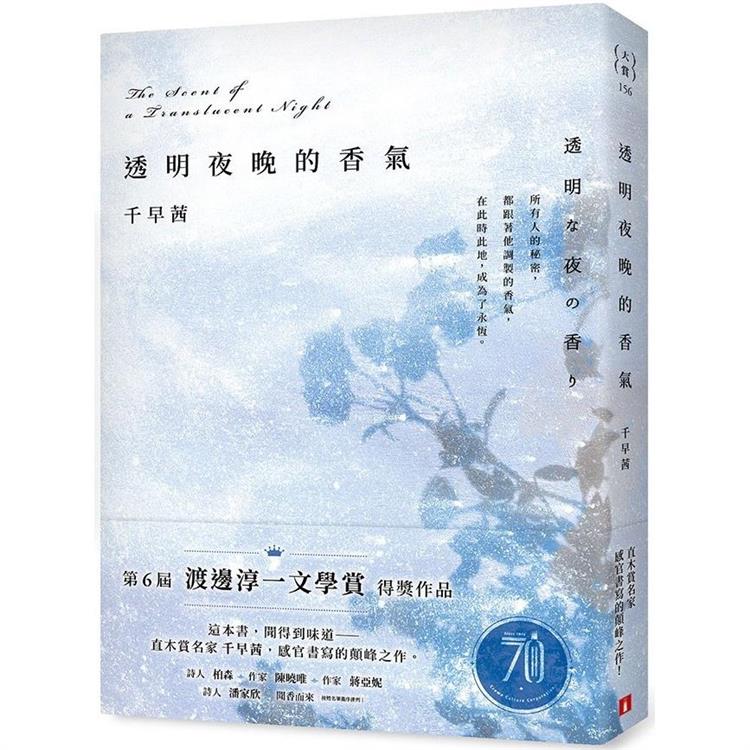 The Scent of
a Translucent Night
透明夜晚的香氣
千早茜
透明な夜の香り
所有人的秘密，
都跟著他調製的香氣，
在此時此地，成為了永恆。
第6屆 渡邊淳一文學賞 得獎作品
這本書，聞得到味道——
直木賞名家 千早茜，感官書寫的顛峰之作。
詩人 柏森 作家 陳曉唯 作家 蔣亞妮
詩人 潘家欣 聞香而來
Since 1954
70
Crown Culture Corporation
大賞
156
透明夜晚的香氣
千早茜
直木賞名家
感官書寫的顛峰之作！